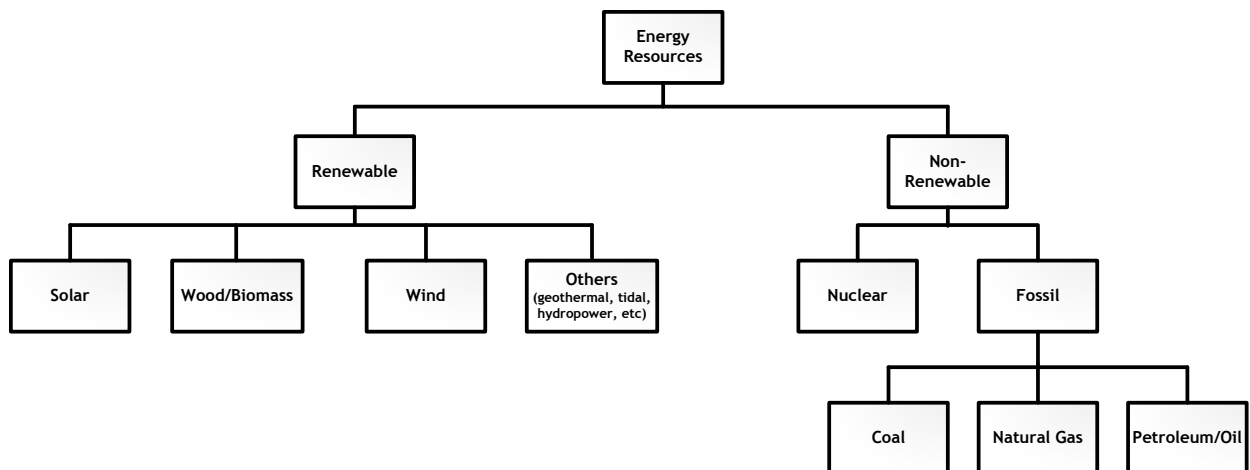 Energy
Resources
Renewable
Non-
Renewable
Solar
Wood/Biomass
Wind
Others
(geothermal, tidal,
hydropower, etc)
Nuclear
Fossil
Coal
Natural Gas
Petroleum/Oil